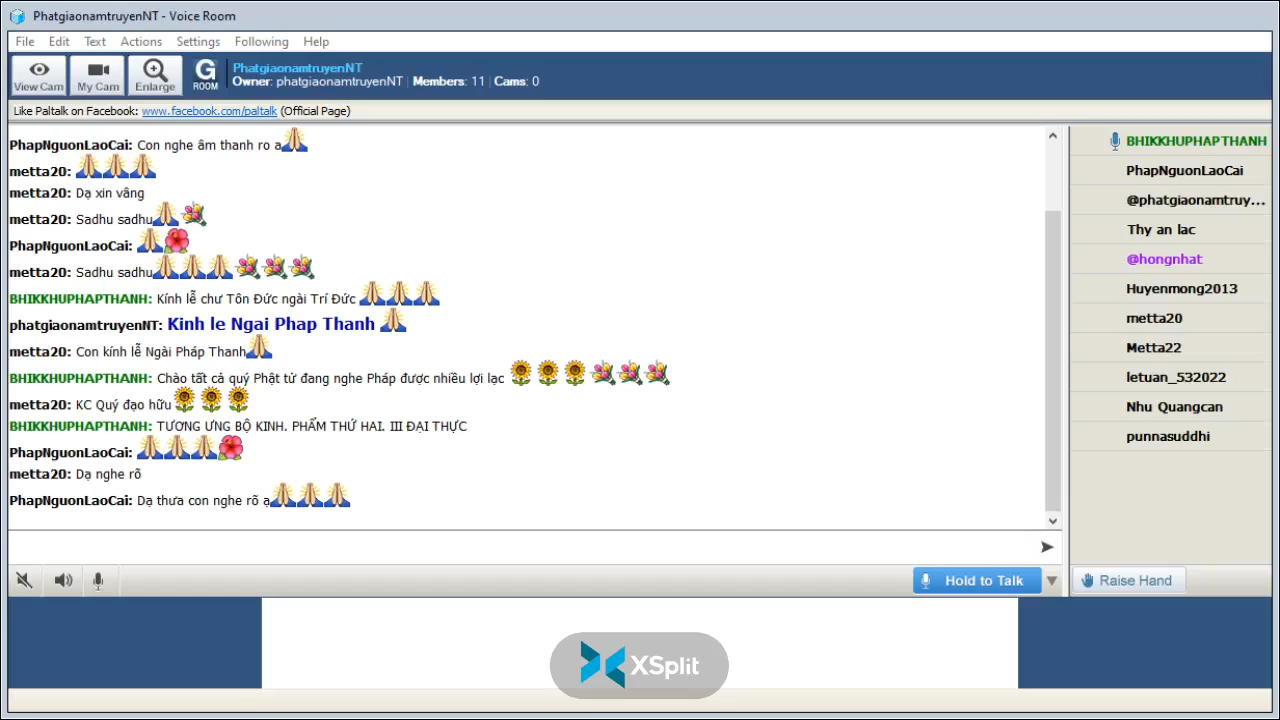 PhatgiaonamtruyenNT - Voice Room
File Edit Text Actions Settings Following Help
View Cam My Cam Enlarge G ROOM
PhatgiaonamtruyenNT
Owner: phatgiaonamtruyenNT | Members: 11 | Cams: 0
Like Paltalk on Facebook: www.facebook.com/paltalk (Official Page)
PhapNguonLaoCai: Con nghe âm thanh ro a
metta20:
metta20: Dạ xin vâng
metta20: Sadhu sadhu
PhapNguonLaoCai:
metta20: Sadhu sadhu
BHIKKHUPHAPTHANH: Kính lễ chư Tôn Đức ngài Trí Đức
phatgiaonamtruyenNT: Kinh le Ngai Phap Thanh
metta20: Con kính lễ Ngài Pháp Thanh
BHIKKHUPHAPTHANH: Chào tất cả quý Phật tử đang nghe Pháp được nhiều lợi lạc
metta20: KC Quý đạo hữu
BHIKKHUPHAPTHANH: TƯƠNG ƯNG BỘ KINH. PHẨM THỨ HAI. III ĐẠI THỰC
PhapNguonLaoCai:
metta20: Dạ nghe rõ
PhapNguonLaoCai: Dạ thưa con nghe rõ ạ
BHIKKHUPHAPTHANH
PhapNguonLaoCai
@phatgiaonamtruy...
Thy an lac
@hongnhat
Huyenmong2013
metta20
Metta22
letuan_532022
Nhu Quangcan
punnasuddhi
Hold to Talk
Raise Hand
XSplit